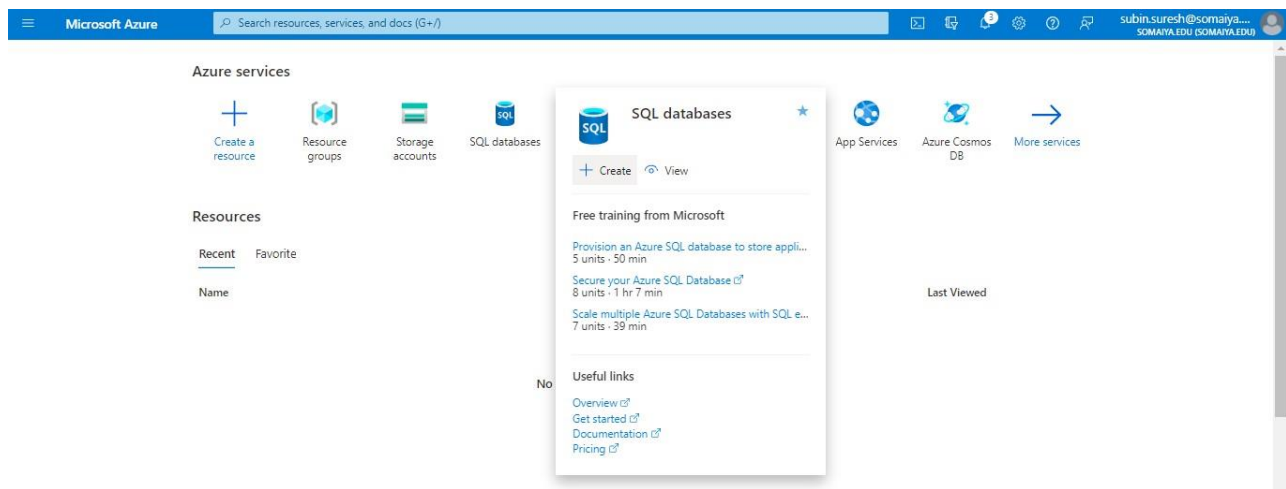 Microsoft Azure
Search resources, services, and docs (G+/)
3
subin.suresh@somaiya....
SOMAIYA.EDU (SOMAIYA.EDU)
Azure services
Create a
resource
Resource
groups
Storage
accounts
SQL
SQL databases
SQL
SQL databases
App Services
Azure Cosmos
DB
More services
Create
View
Free training from Microsoft
Provision an Azure SQL database to store appli...
5 units · 50 min
Secure your Azure SQL Database
8 units · 1 hr 7 min
Scale multiple Azure SQL Databases with SQL e...
7 units · 39 min
Useful links
Overview
Get started
Documentation
Pricing
Resources
Recent Favorite
Name Last Viewed
No